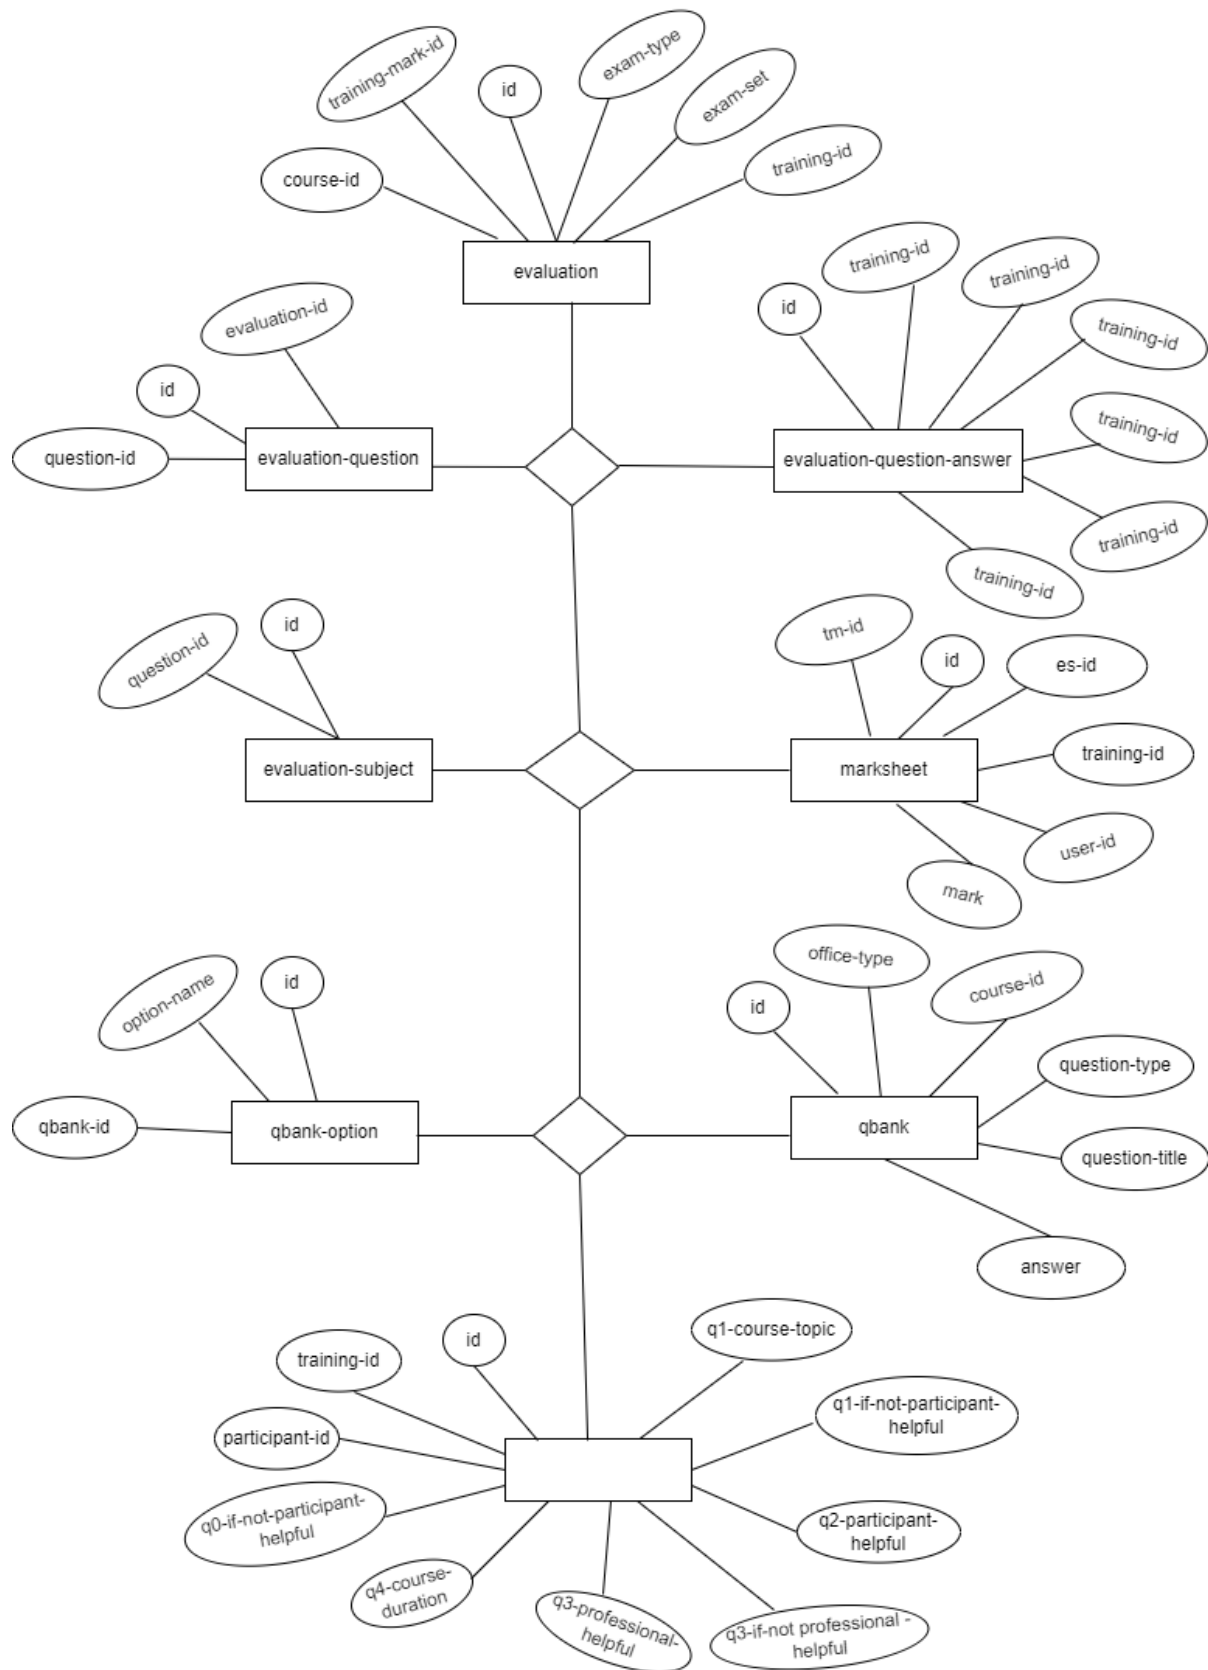 training-mark-id
id
exam-type
exam-set
training-id
course-id
evaluation
evaluation-id
id
question-id
evaluation-question
id
training-id
training-id
training-id
training-id
training-id
training-id
evaluation-question-answer
question-id
id
evaluation-subject
tm-id
id
es-id
training-id
user-id
mark
marksheet
option-name
id
qbank-id
qbank-option
id
office-type
course-id
question-type
question-title
answer
qbank
id
training-id
participant-id
q0-if-not-participant-
helpful
q4-course-
duration
q3-professional-
helpful
q3-if-not professional -
helpful
q2-participant-
helpful
q1-if-not-participant-
helpful
q1-course-topic